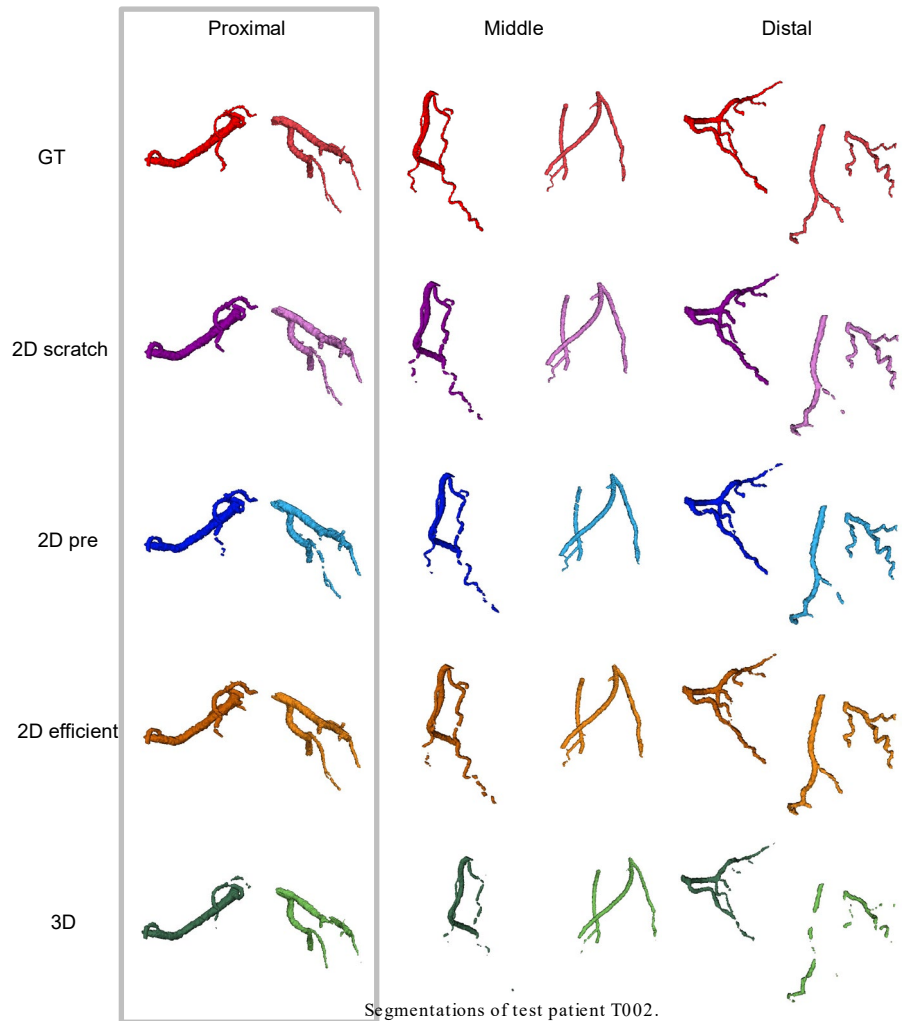 Proximal Middle Distal
GT
2D scratch
2D pre
2D efficient
3D
Segmentations of test patient T002.